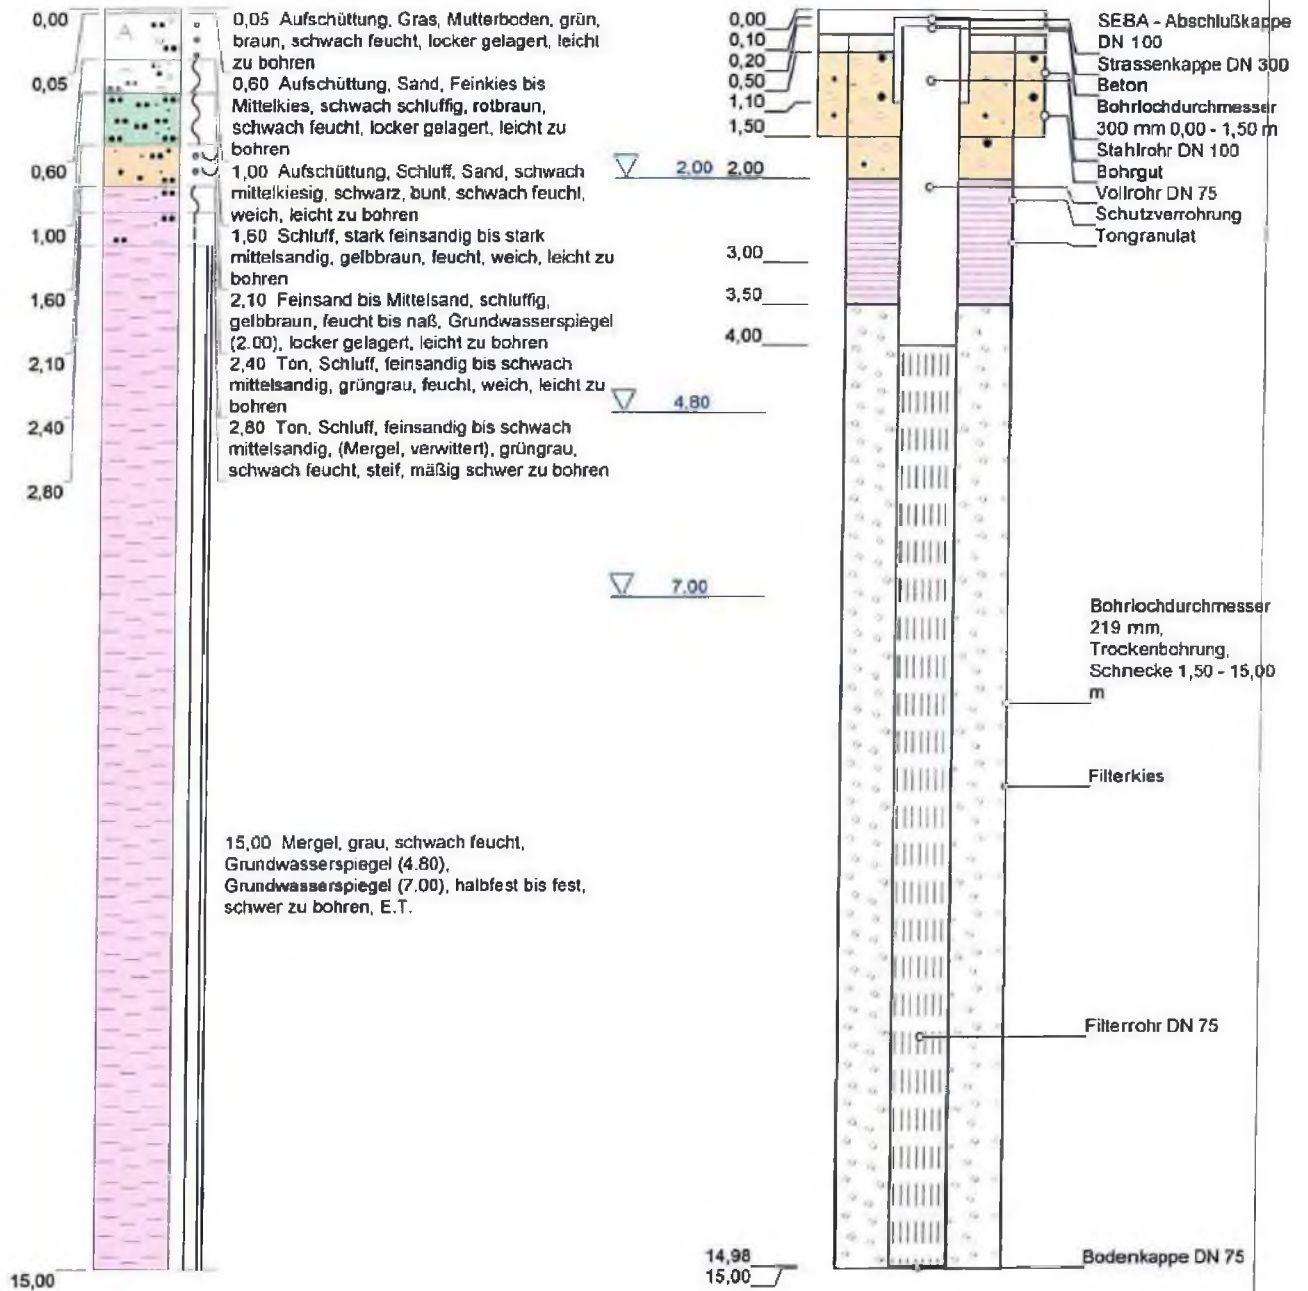 0,00
0,05
0,60
1,00
1,60
2,10
2,40
2,80
15,00
A
0,05 Aufschüttung, Gras, Mutterboden, grün,
braun, schwach feucht, locker gelagert, leicht
zu bohren
0,60 Aufschüttung, Sand, Feinkies bis
Mittelkies, schwach schluffig, rotbraun,
schwach feucht, locker gelagert, leicht zu
bohren
1,00 Aufschüttung, Schluff, Sand, schwach
mittelkiesig, schwarz, bunt, schwach feucht,
weich, leicht zu bohren
1,60 Schluff, stark feinsandig bis stark
mittelsandig, gelbbraun, feucht, weich, leicht zu
bohren
2,10 Feinsand bis Mittelsand, schluffig,
gelbbraun, feucht bis naß, Grundwasserspiegel
(2.00), locker gelagert, leicht zu bohren
2,40 Ton, Schluff, feinsandig bis schwach
mittelsandig, grüngrau, feucht, weich, leicht zu
bohren
2,80 Ton, Schluff, feinsandig bis schwach
mittelsandig, (Mergel, verwittert), grüngrau,
schwach feucht, steif, mäßig schwer zu bohren
15,00 Mergel, grau, schwach feucht,
Grundwasserspiegel (4.80),
Grundwasserspiegel (7.00), halbfest bis fest,
schwer zu bohren, E.T.
2,00
4,80
7,00
0,00
0,10
0,20
0,50
1,10
1,50
2,00
3,00
3,50
4,00
14,98
15,00
SEBA - Abschlußkappe
DN 100
Strassenkappe DN 300
Beton
Bohrlochdurchmesser
300 mm 0,00 - 1,50 m
Stahlrohr DN 100
Bohrgut
Vollrohr DN 75
Schutzverrohrung
Tongranulat
Bohrlochdurchmesser
219 mm,
Trockenbohrung,
Schnecke 1,50 - 15,00
m
Filterkies
Filterrohr DN 75
Bodenkappe DN 75